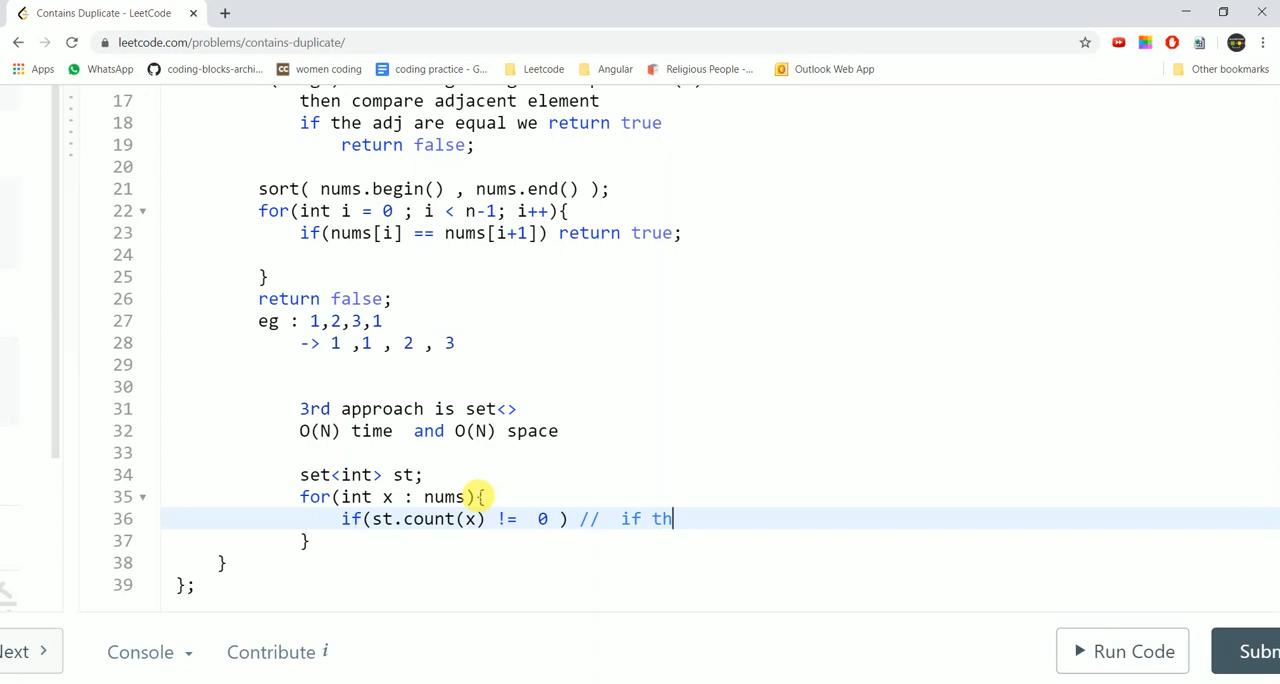 Contains Duplicate - LeetCode
leetcode.com/problems/contains-duplicate/
Apps
WhatsApp
coding-blocks-archi...
women coding
coding practice - G...
Leetcode
Angular
Religious People -...
Outlook Web App
Other bookmarks
17 then compare adjacent element
18 if the adj are equal we return true
19 return false;
20
21 sort( nums.begin() , nums.end() );
22 for(int i = 0 ; i < n-1; i++){
23 if(nums[i] == nums[i+1]) return true;
24
25 }
26 return false;
27 eg : 1,2,3,1
28 -> 1 ,1 , 2 , 3
29
30
31 3rd approach is set<>
32 O(N) time  and O(N) space
33
34 set<int> st;
35 for(int x : nums){
36 if(st.count(x) !=  0 ) //  if th
37 }
38 }
39 };
Next >
Console
Contribute i
Run Code
Subm